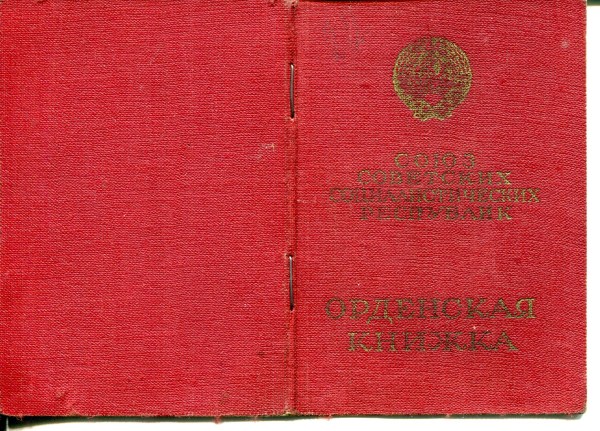 СОЮЗ
СОВЕТСКИХ
СОЦИАЛИСТИЧЕСКИХ
РЕСПУБЛИК
ОРДЕНСКАЯ
КНИЖКА